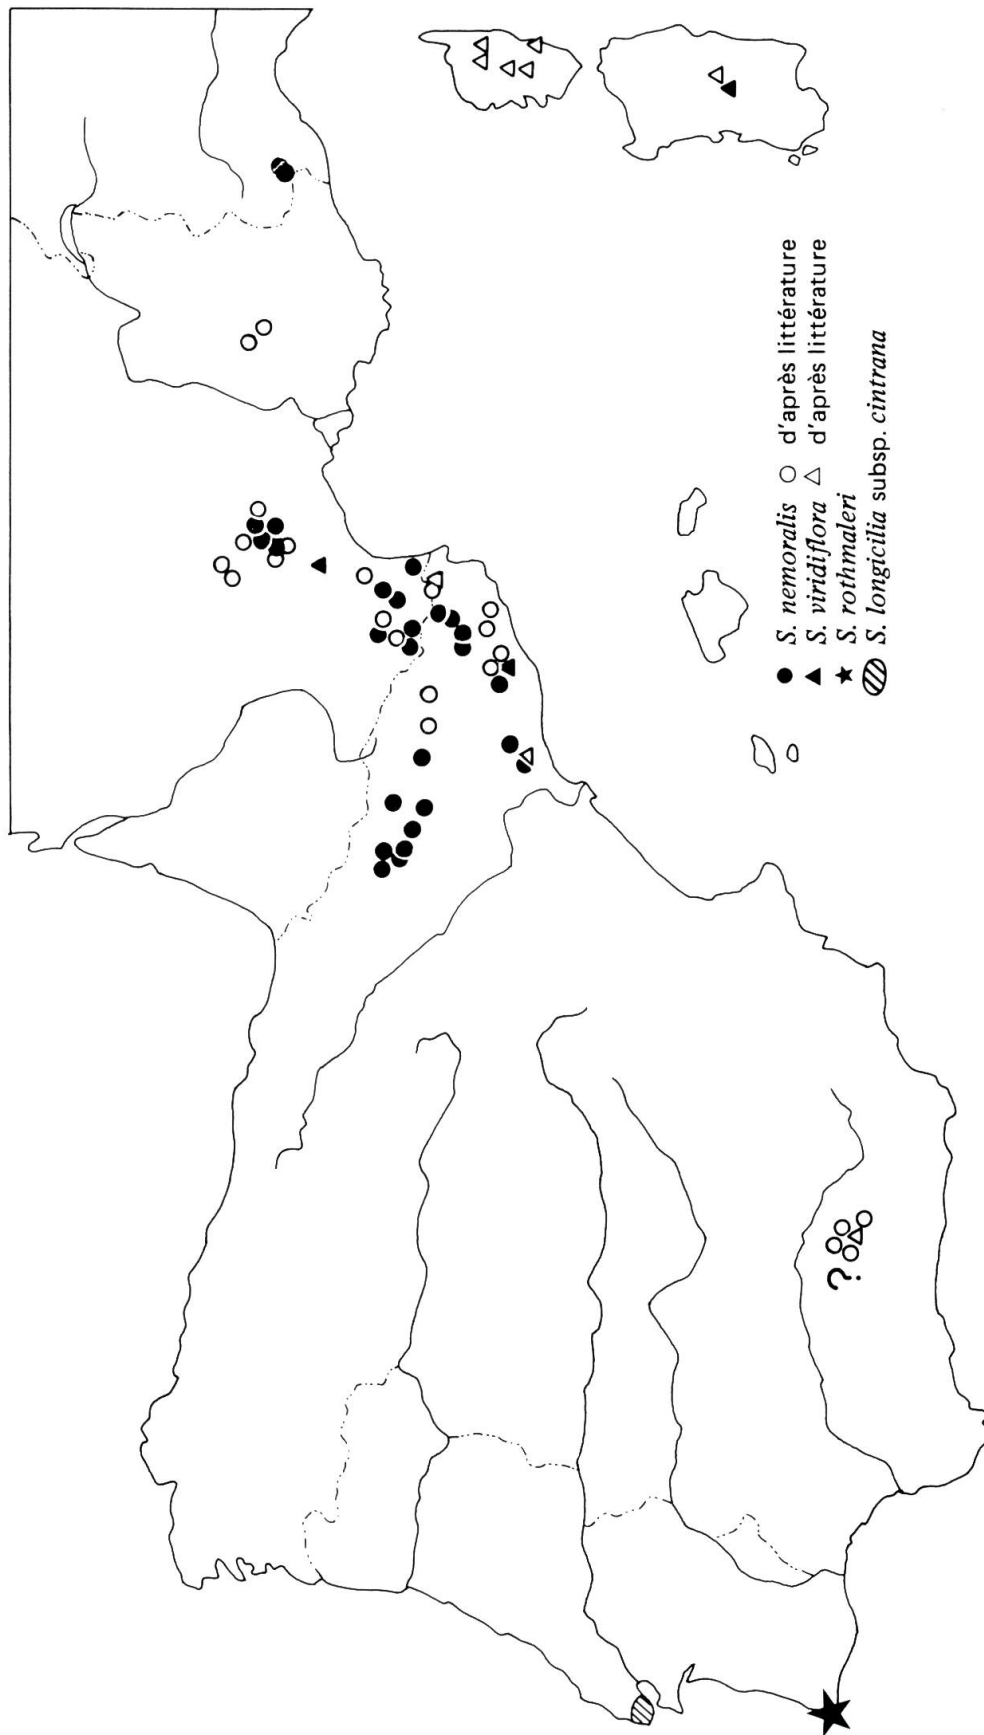 ● S. nemoralis ○ d'après littérature
▲ S. viridiflora △ d'après littérature
★ S. rothmaleri
S. longicilia subsp. cintrana
?